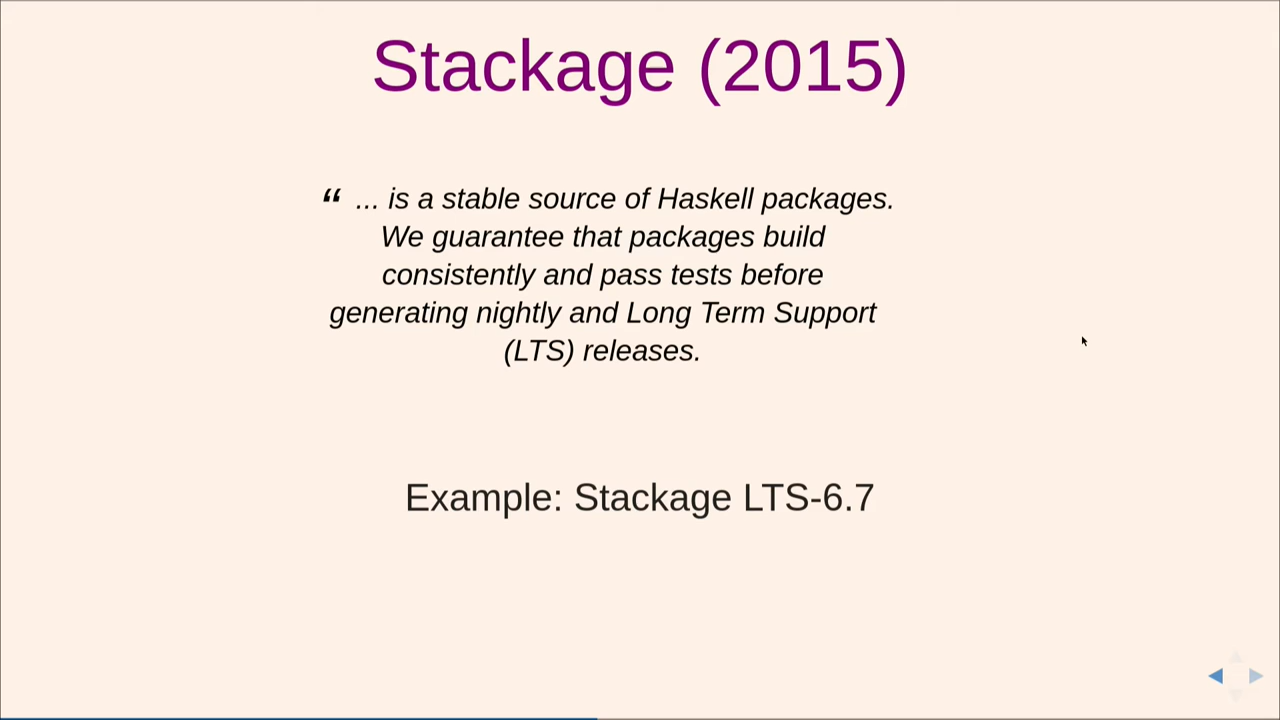 Stackage (2015)
“ ... is a stable source of Haskell packages.
We guarantee that packages build
consistently and pass tests before
generating nightly and Long Term Support
(LTS) releases.
Example: Stackage LTS-6.7